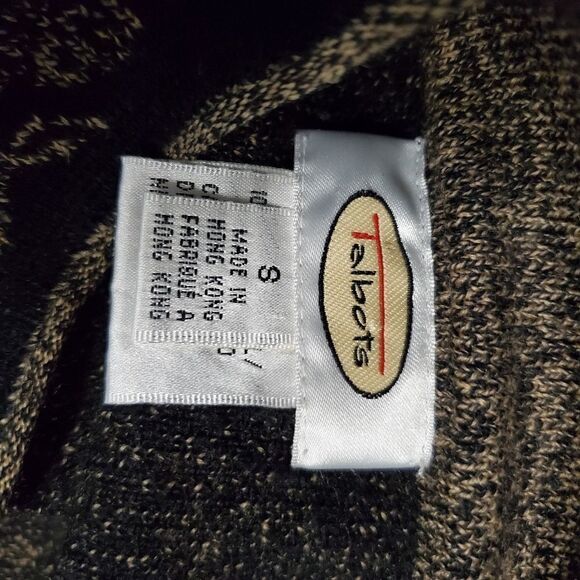 Talbots
S
MADE IN
HONG KONG
FABRIQUE A
HONG KONG